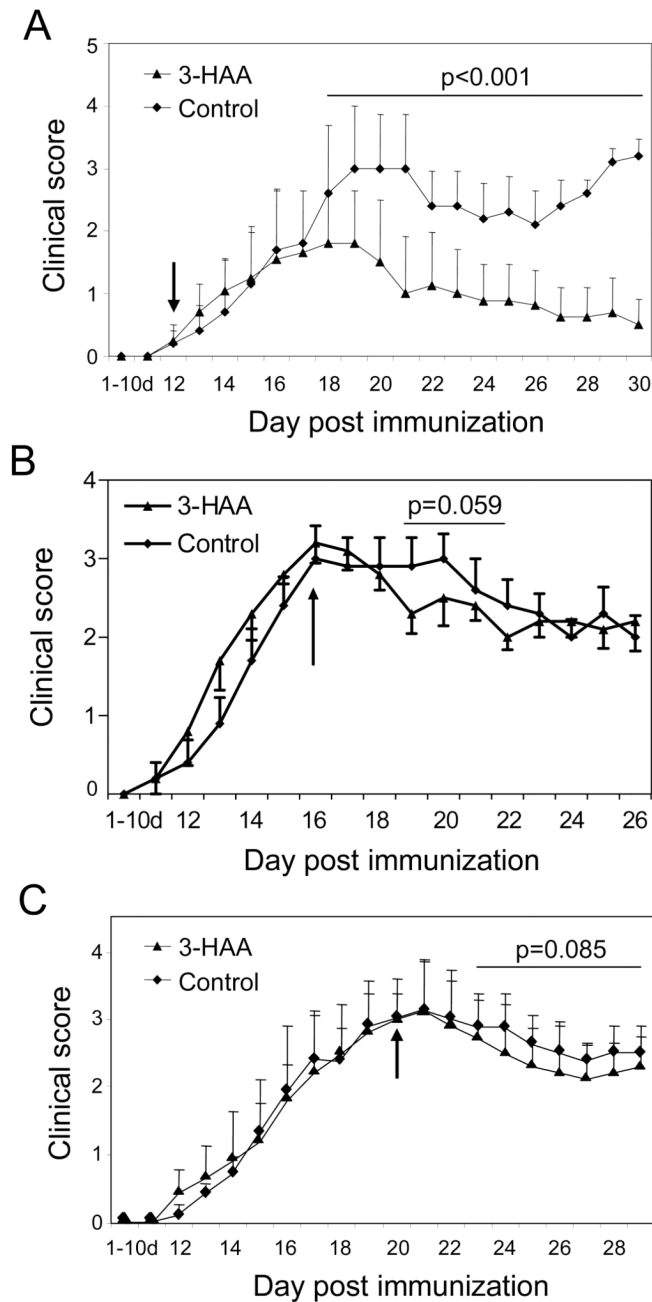 A
5
4
3
2
1
0
Clinical score
3-HAA
Control
p<0.001
1-10d 12 14 16 18 20 22 24 26 28 30
Day post immunization
B
4
3
2
1
0
Clinical score
3-HAA
Control
p=0.059
1-10d 12 14 16 18 20 22 24 26
Day post immunization
C
4
3
2
1
0
Clinical score
3-HAA
Control
p=0.085
1-10d 12 14 16 18 20 22 24 26 28
Day post immunization